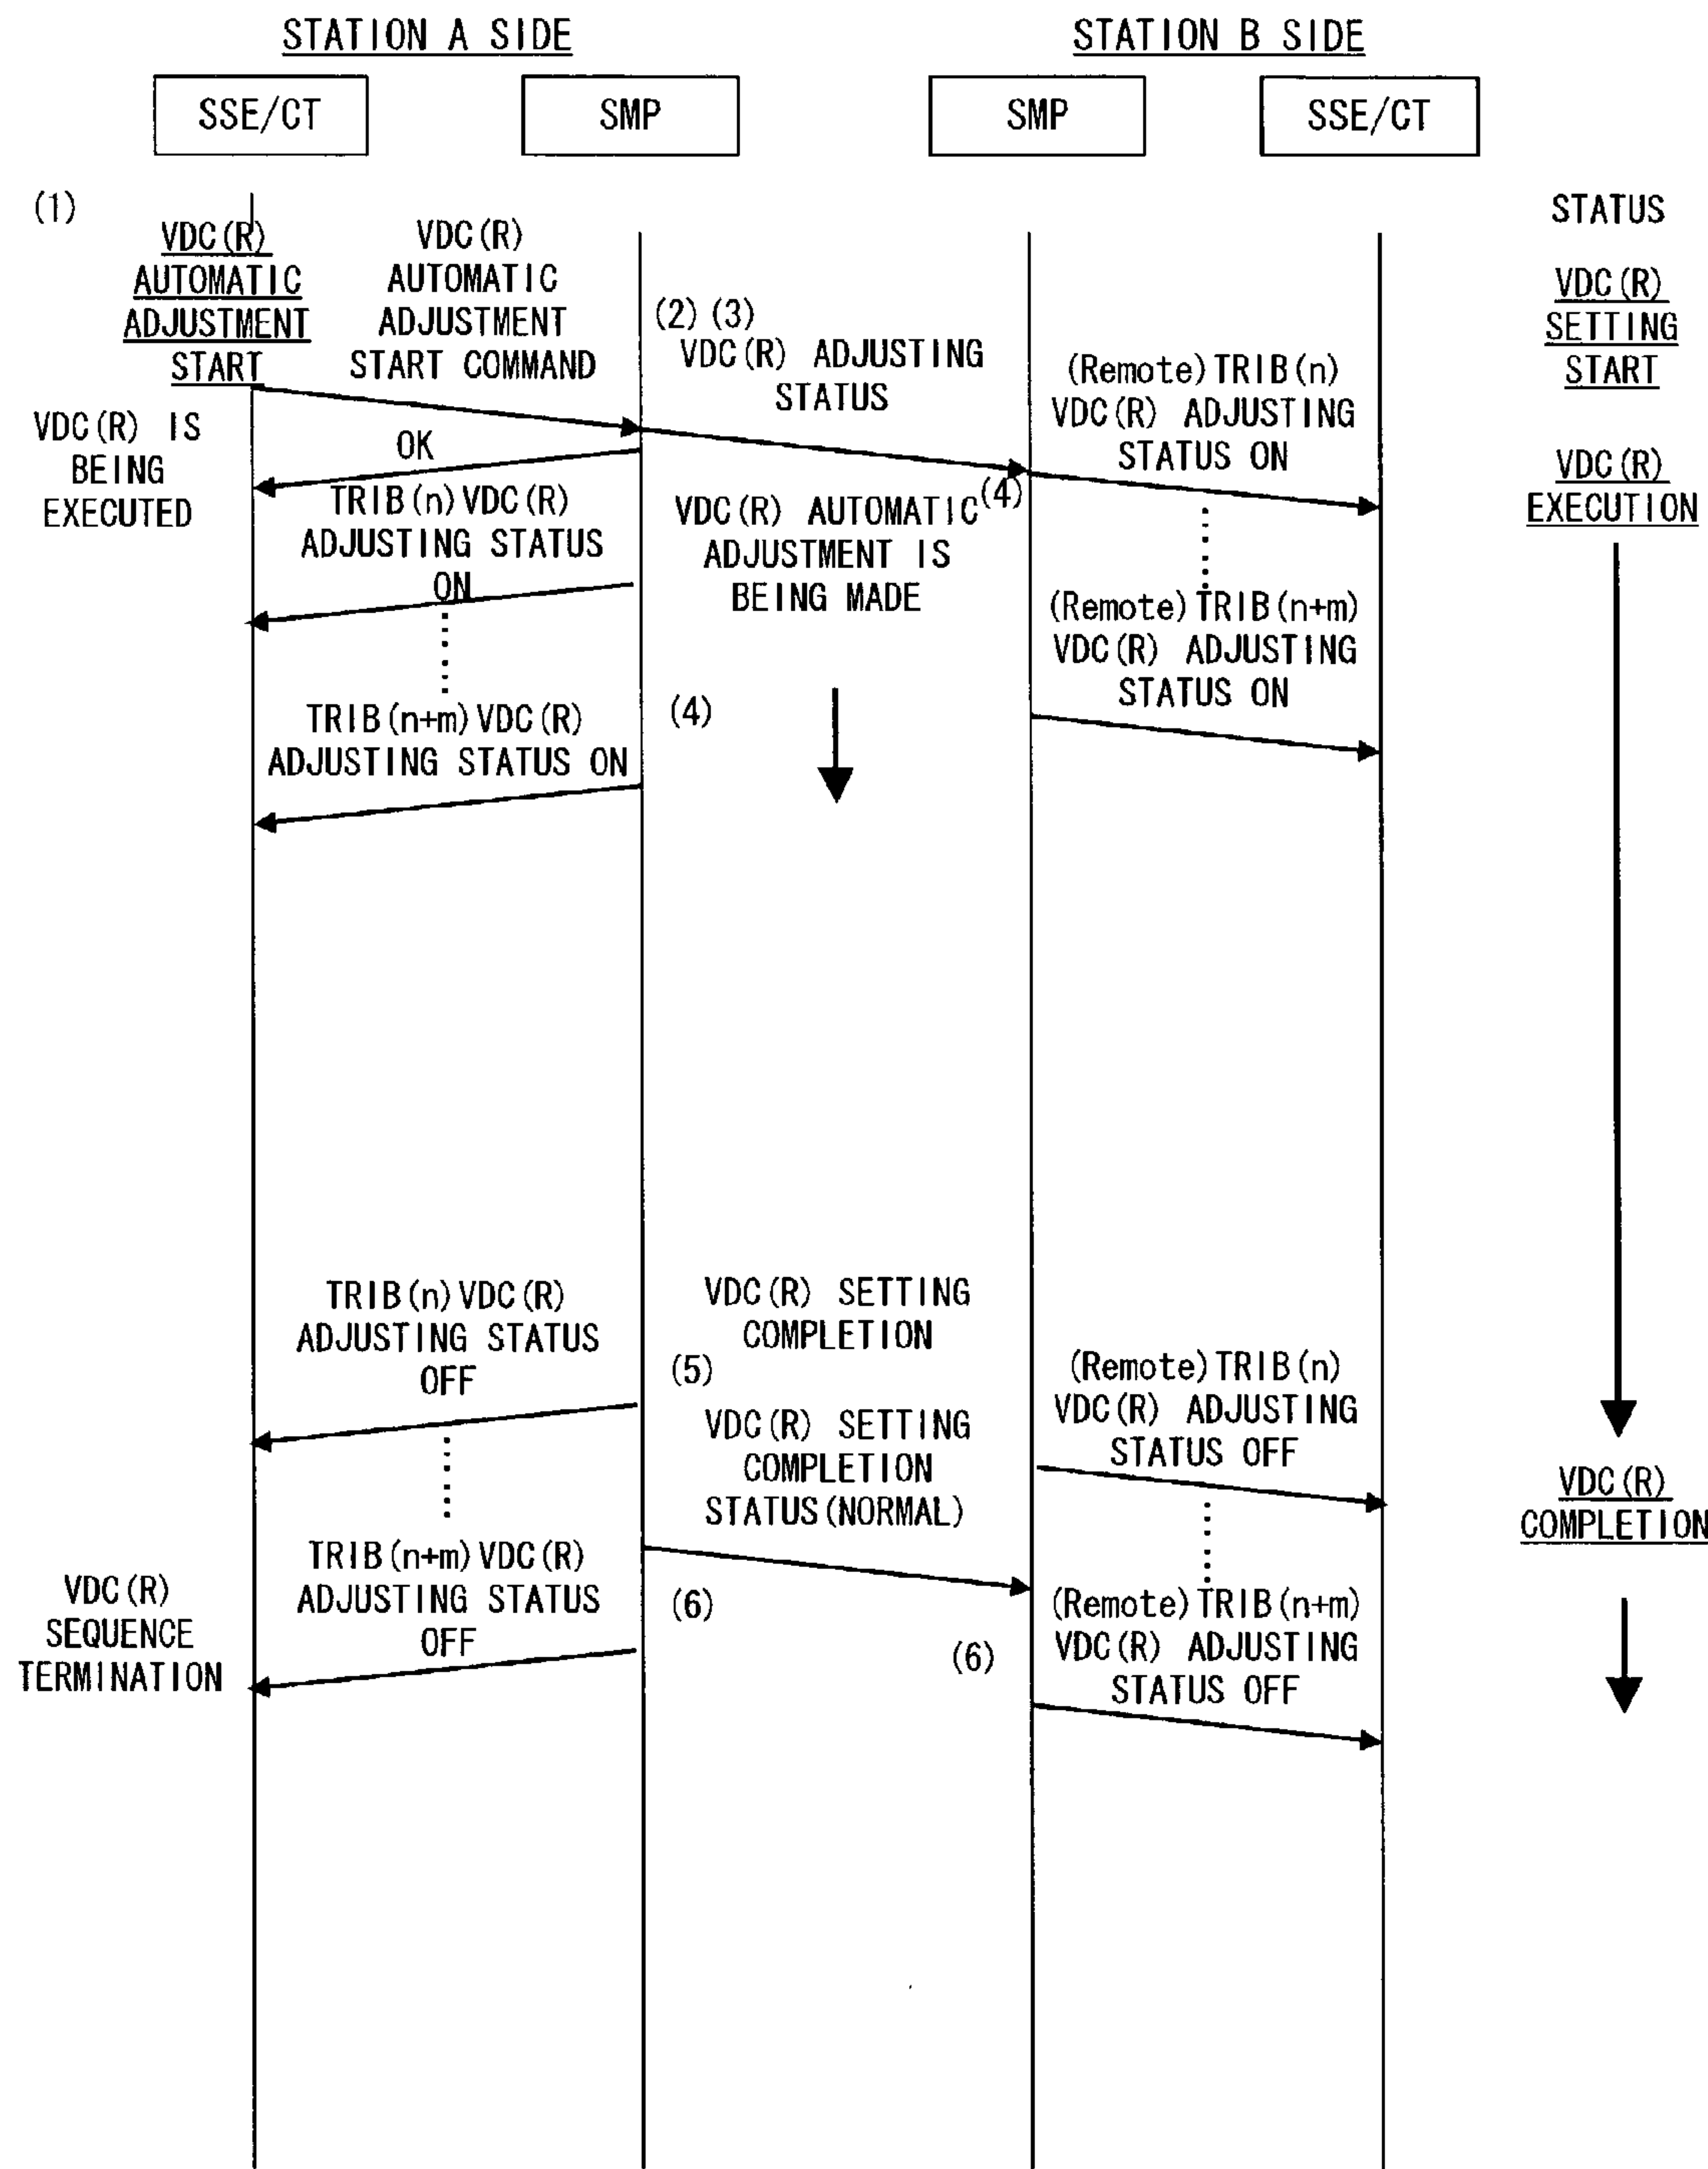 STATION A SIDE
STATION B SIDE
SSE/CT
SMP
SMP
SSE/CT
(1)
STATUS
VDC(R)
AUTOMATIC
ADJUSTMENT
START
VDC(R)
AUTOMATIC
ADJUSTMENT
START COMMAND
(2)(3)
VDC(R) ADJUSTING
STATUS
(Remote)TRIB(n)
VDC(R) ADJUSTING
STATUS ON
VDC(R)
SETTING
START
VDC(R) IS
BEING
EXECUTED
OK
TRIB(n)VDC(R)
ADJUSTING STATUS
ON
VDC(R) AUTOMATIC
ADJUSTMENT IS
BEING MADE
(4)
VDC(R)
EXECUTION
(Remote)TRIB(n+m)
VDC(R) ADJUSTING
STATUS ON
TRIB(n+m)VDC(R)
ADJUSTING STATUS ON
(4)
TRIB(n)VDC(R)
ADJUSTING STATUS
OFF
VDC(R) SETTING
COMPLETION
(5)
VDC(R) SETTING
COMPLETION
STATUS(NORMAL)
(Remote)TRIB(n)
VDC(R) ADJUSTING
STATUS OFF
VDC(R)
COMPLETION
VDC(R)
SEQUENCE
TERMINATION
TRIB(n+m)VDC(R)
ADJUSTING STATUS
OFF
(6)
(6)
(Remote)TRIB(n+m)
VDC(R) ADJUSTING
STATUS OFF